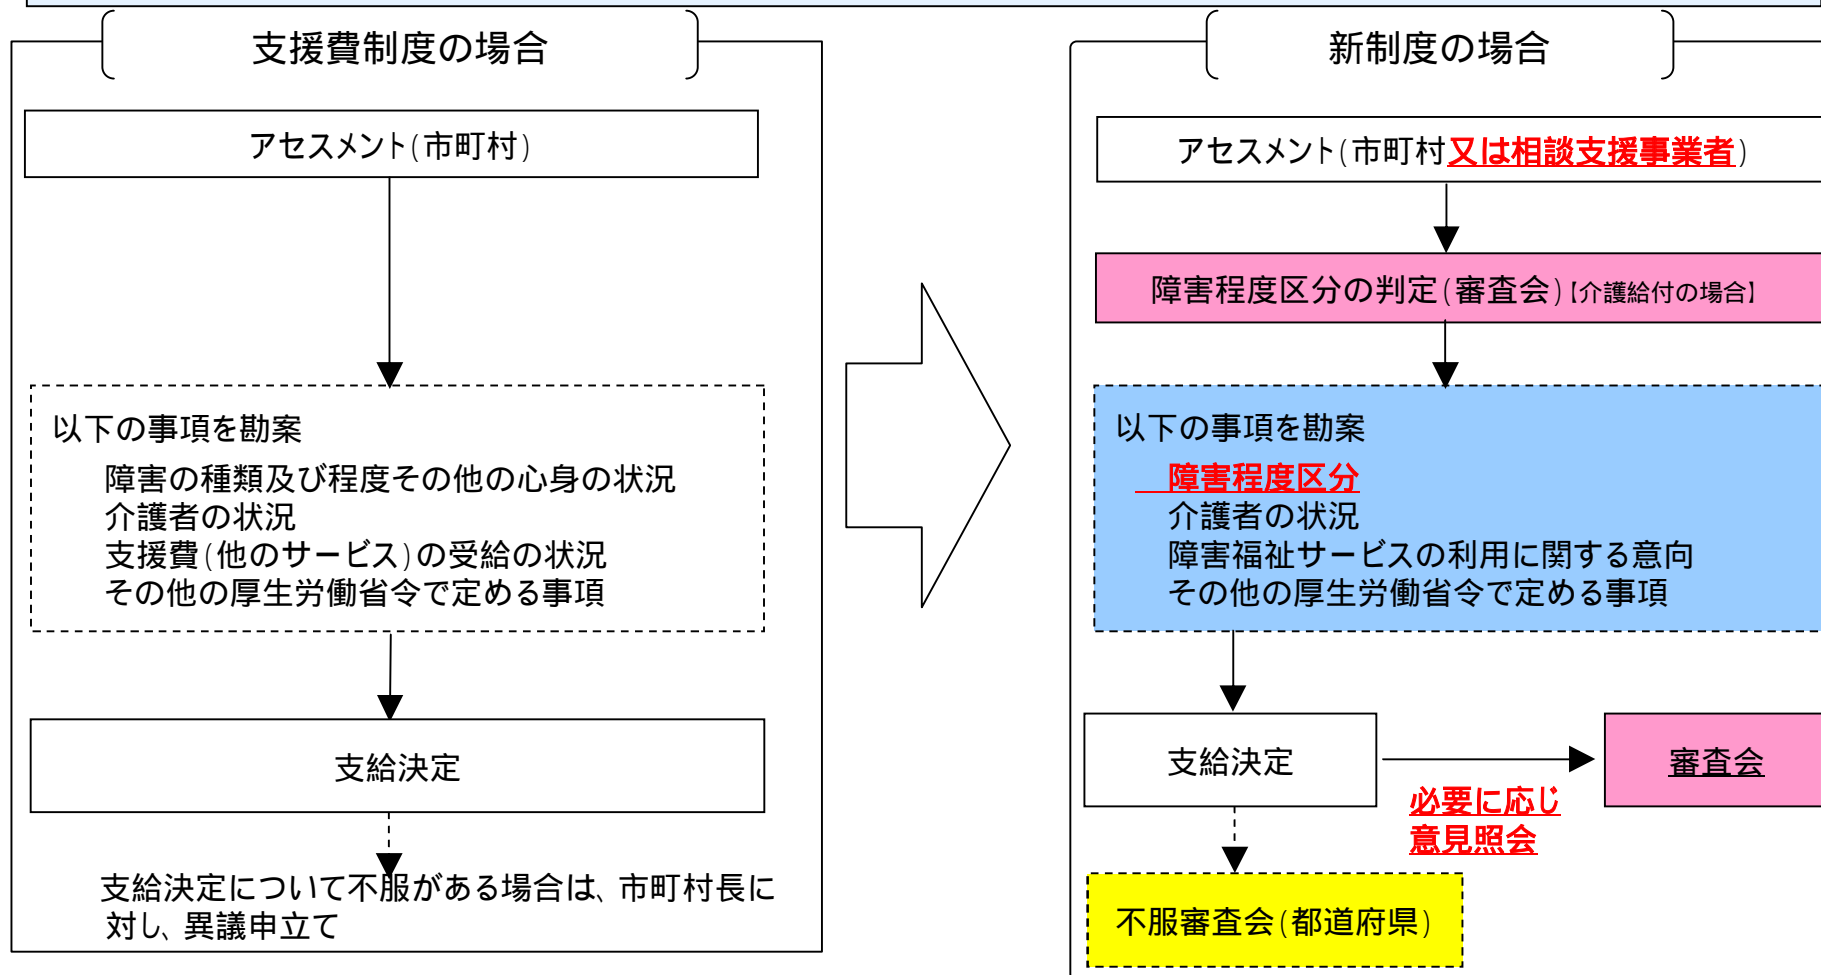 支援費制度の場合
アセスメント(市町村)
以下の事項を勘案
障害の種類及び程度その他の心身の状況
介護者の状況
支援費(他のサービス)の受給の状況
その他の厚生労働省令で定める事項
支給決定
支給決定について不服がある場合は、市町村長に
対し、異議申立て
新制度の場合
アセスメント(市町村又は相談支援事業者)
障害程度区分の判定(審査会)【介護給付の場合】
以下の事項を勘案
障害程度区分
介護者の状況
障害福祉サービスの利用に関する意向
その他の厚生労働省令で定める事項
支給決定
審査会
必要に応じ
意見照会
不服審査会(都道府県)